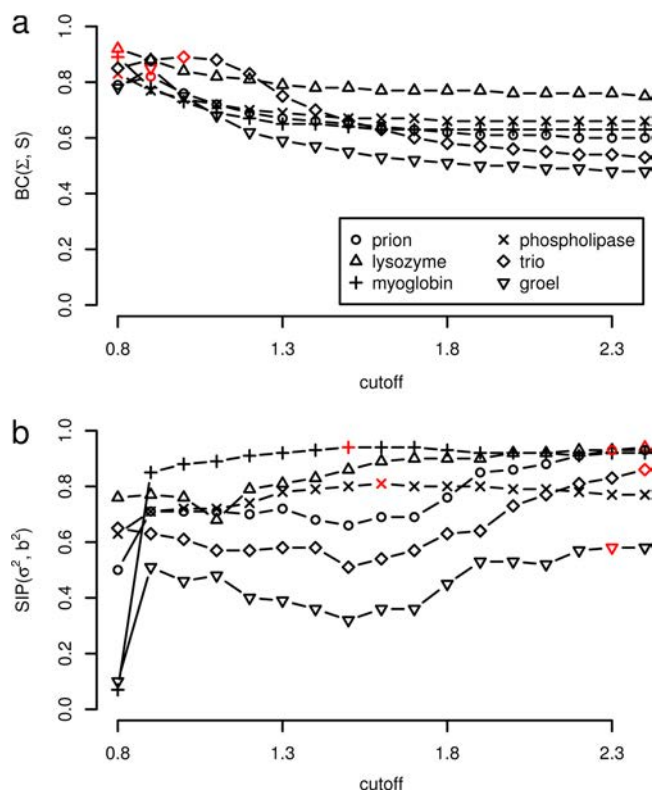 a
BC(Σ, S)
1.0
0.8
0.6
0.4
0.2
0.0
prion
lysozyme
myoglobin
phospholipase
trio
groel
0.8 1.3 1.8 2.3
cutoff
b
SIP(σ², b²)
1.0
0.8
0.6
0.4
0.2
0.0
0.8 1.3 1.8 2.3
cutoff